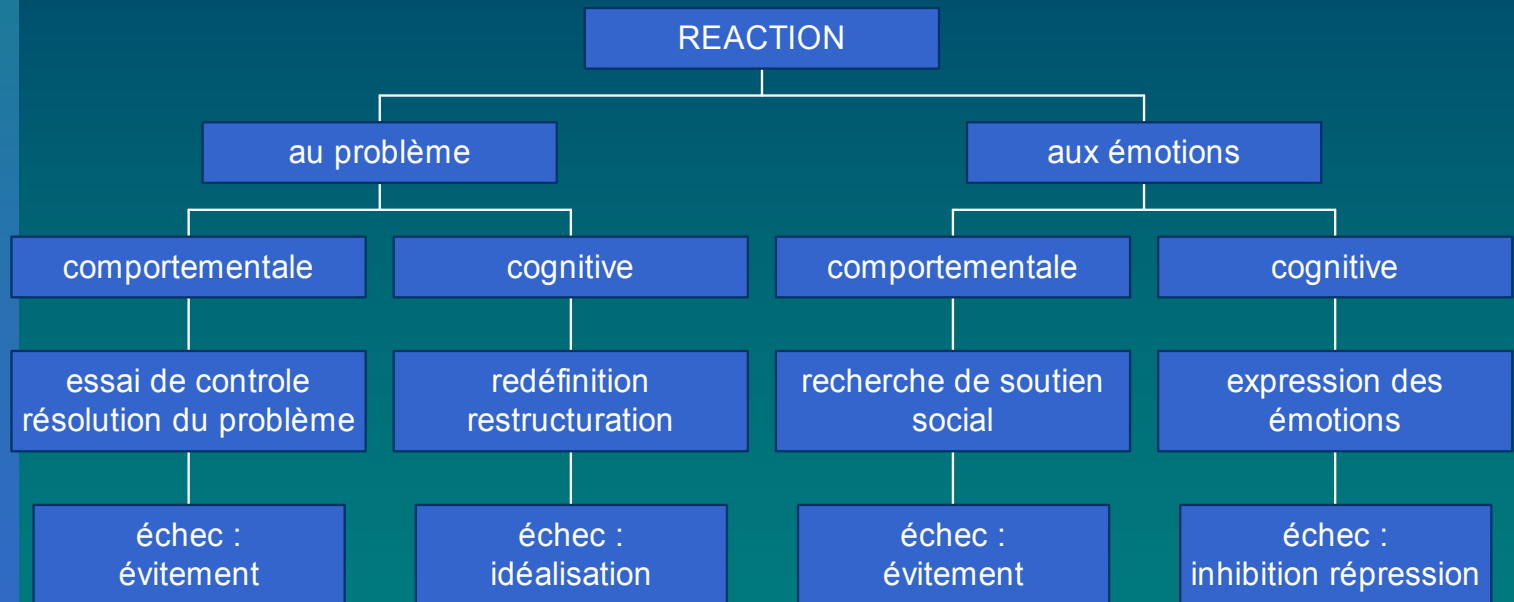 REACTION
au problème
aux émotions
comportementale
cognitive
comportementale
cognitive
essai de controle
résolution du problème
redéfinition
restructuration
recherche de soutien
social
expression des
émotions
échec :
évitement
échec :
idéalisation
échec :
évitement
échec :
inhibition répression